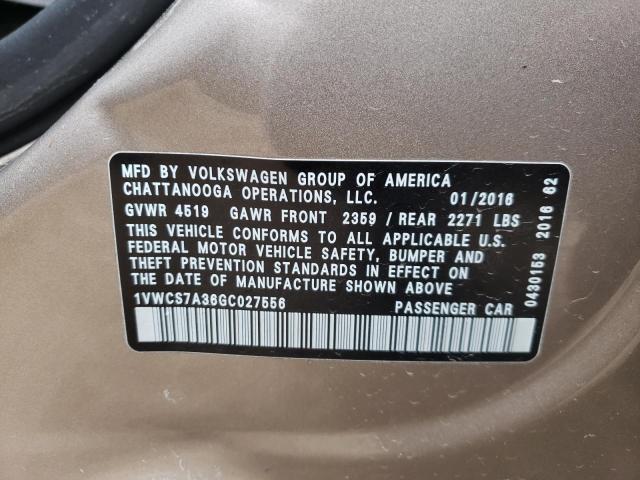 MFD BY VOLKSWAGEN GROUP OF AMERICA
CHATTANOOGA OPERATIONS, LLC. 01/2016
GVWR 4519 GAWR FRONT 2359 / REAR 2271 LBS
THIS VEHICLE CONFORMS TO ALL APPLICABLE U.S.
FEDERAL MOTOR VEHICLE SAFETY, BUMPER AND
THEFT PREVENTION STANDARDS IN EFFECT ON
THE DATE OF MANUFACTURE SHOWN ABOVE
1VWCS7A36GC027556 PASSENGER CAR
0430153 2016 62